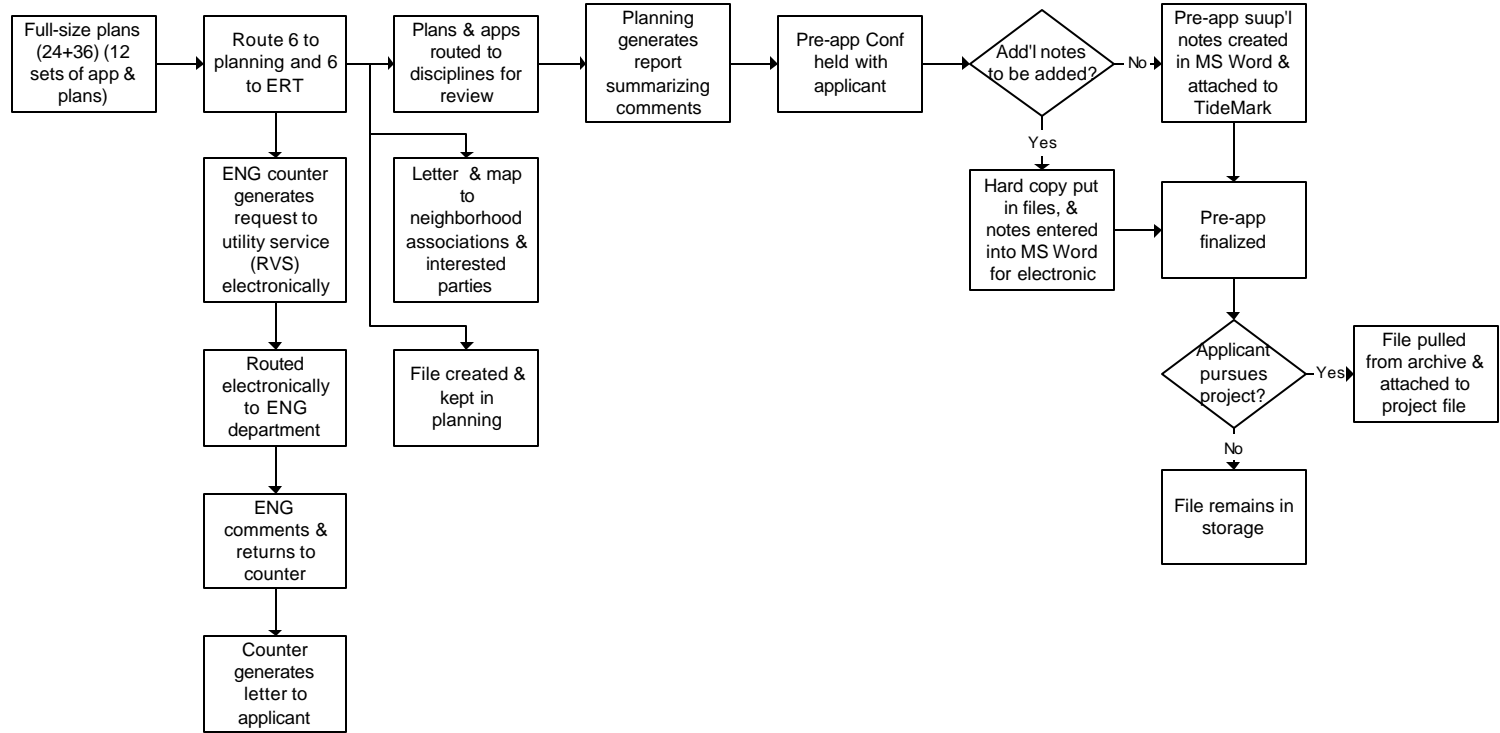 Full-size plans
(24+36) (12
sets of app &
plans)
Route 6 to
planning and 6
to ERT
Plans & apps
routed to
disciplines for
review
Planning
generates
report
summarizing
comments
Pre-app Conf
held with
applicant
Add'l notes
to be added?
No
Pre-app suup'l
notes created
in MS Word &
attached to
TideMark
Yes
ENG counter
generates
request to
utility service
(RVS)
electronically
Letter & map
to
neighborhood
associations &
interested
parties
Hard copy put
in files, &
notes entered
into MS Word
for electronic
Pre-app
finalized
Routed
electronically
to ENG
department
File created &
kept in
planning
Applicant
pursues
project?
Yes
File pulled
from archive &
attached to
project file
No
ENG
comments &
returns to
counter
File remains in
storage
Counter
generates
letter to
applicant